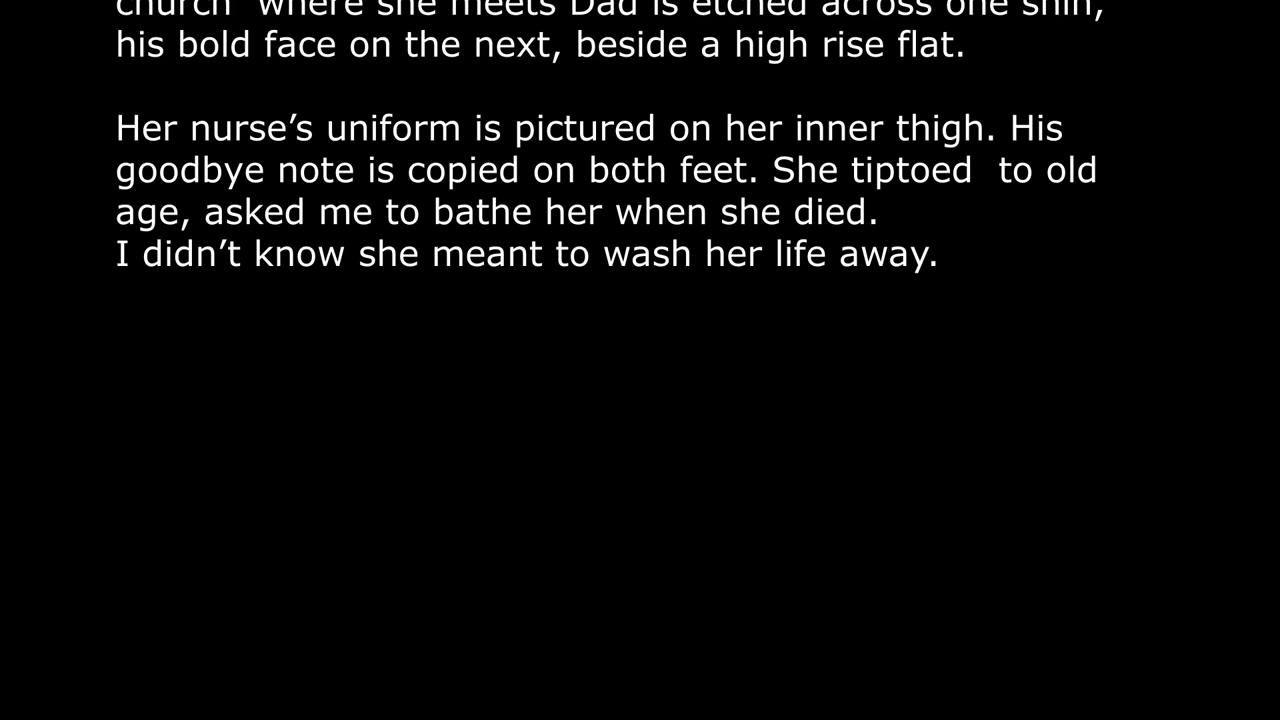 church  where she meets Dad is etched across one shin,
his bold face on the next, beside a high rise flat.
Her nurse’s uniform is pictured on her inner thigh. His
goodbye note is copied on both feet. She tiptoed  to old
age, asked me to bathe her when she died.
I didn’t know she meant to wash her life away.